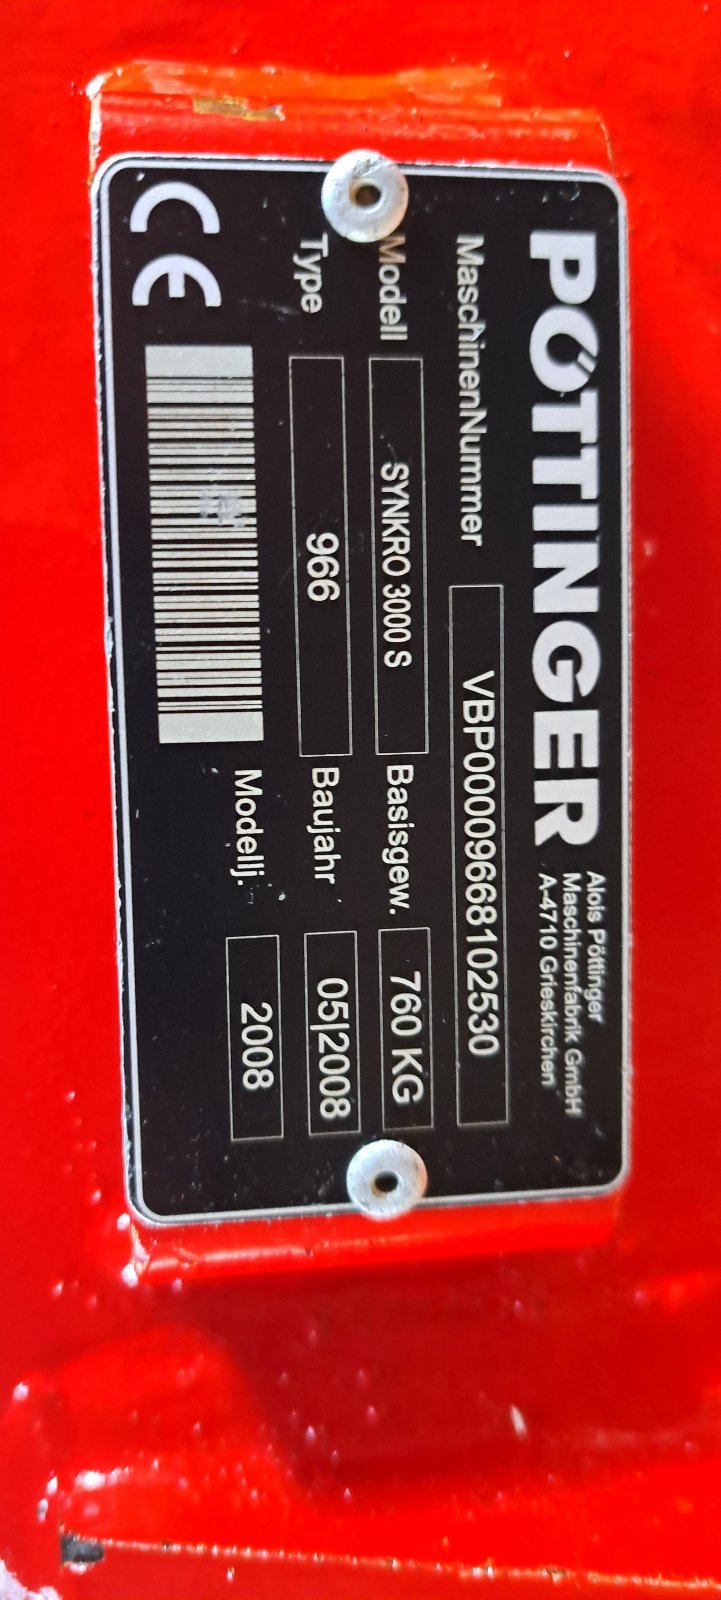 PÖTTINGER
Alois Pöttinger
Maschinenfabrik GmbH
A-4710 Grieskirchen
MaschinenNummer VBP00009668102530
Modell SYNKRO 3000 S Basisgew. 760 KG
Type 966 Baujahr 05|2008
Modellj. 2008
CE